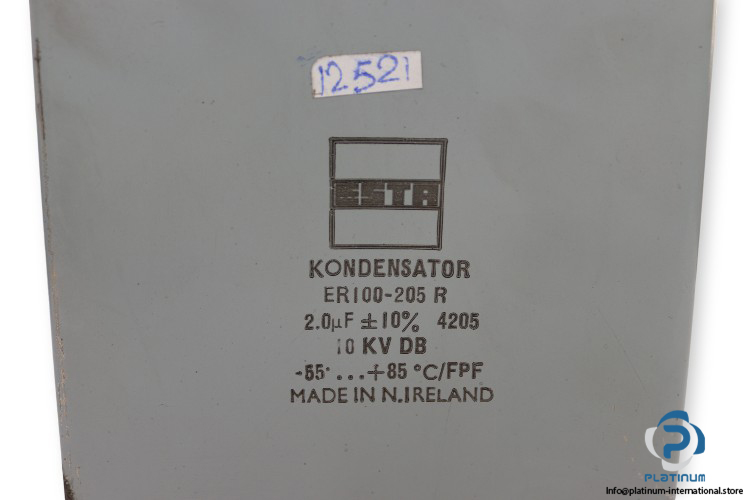 12521
ESTA
KONDENSATOR
ER100-205 R
2.0µF ±10% 4205
10 KV DB
-55°...+85 °C/FPF
MADE IN N.IRELAND
PLATINUM
Info@platinum-international.store